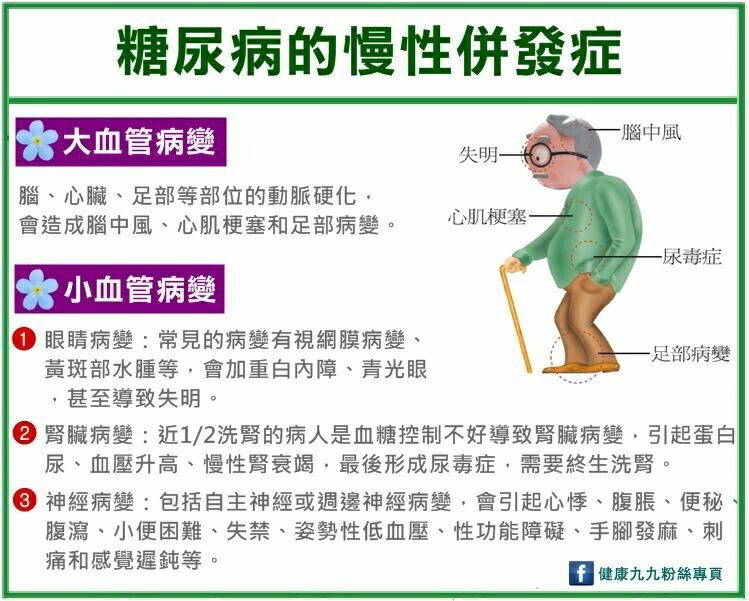 糖尿病的慢性併發症
大血管病變
腦、心臟、足部等部位的動脈硬化，
會造成腦中風、心肌梗塞和足部病變。
腦中風
失明
心肌梗塞
尿毒症
足部病變
小血管病變
1 眼睛病變：常見的病變有視網膜病變、
黃斑部水腫等，會加重白內障、青光眼
，甚至導致失明。
2 腎臟病變：近1/2洗腎的病人是血糖控制不好導致腎臟病變，引起蛋白
尿、血壓升高、慢性腎衰竭，最後形成尿毒症，需要終生洗腎。
3 神經病變：包括自主神經或週邊神經病變，會引起心悸、腹脹、便秘、
腹瀉、小便困難、失禁、姿勢性低血壓、性功能障礙、手腳發麻、刺
痛和感覺遲鈍等。
f 健康九九粉絲專頁